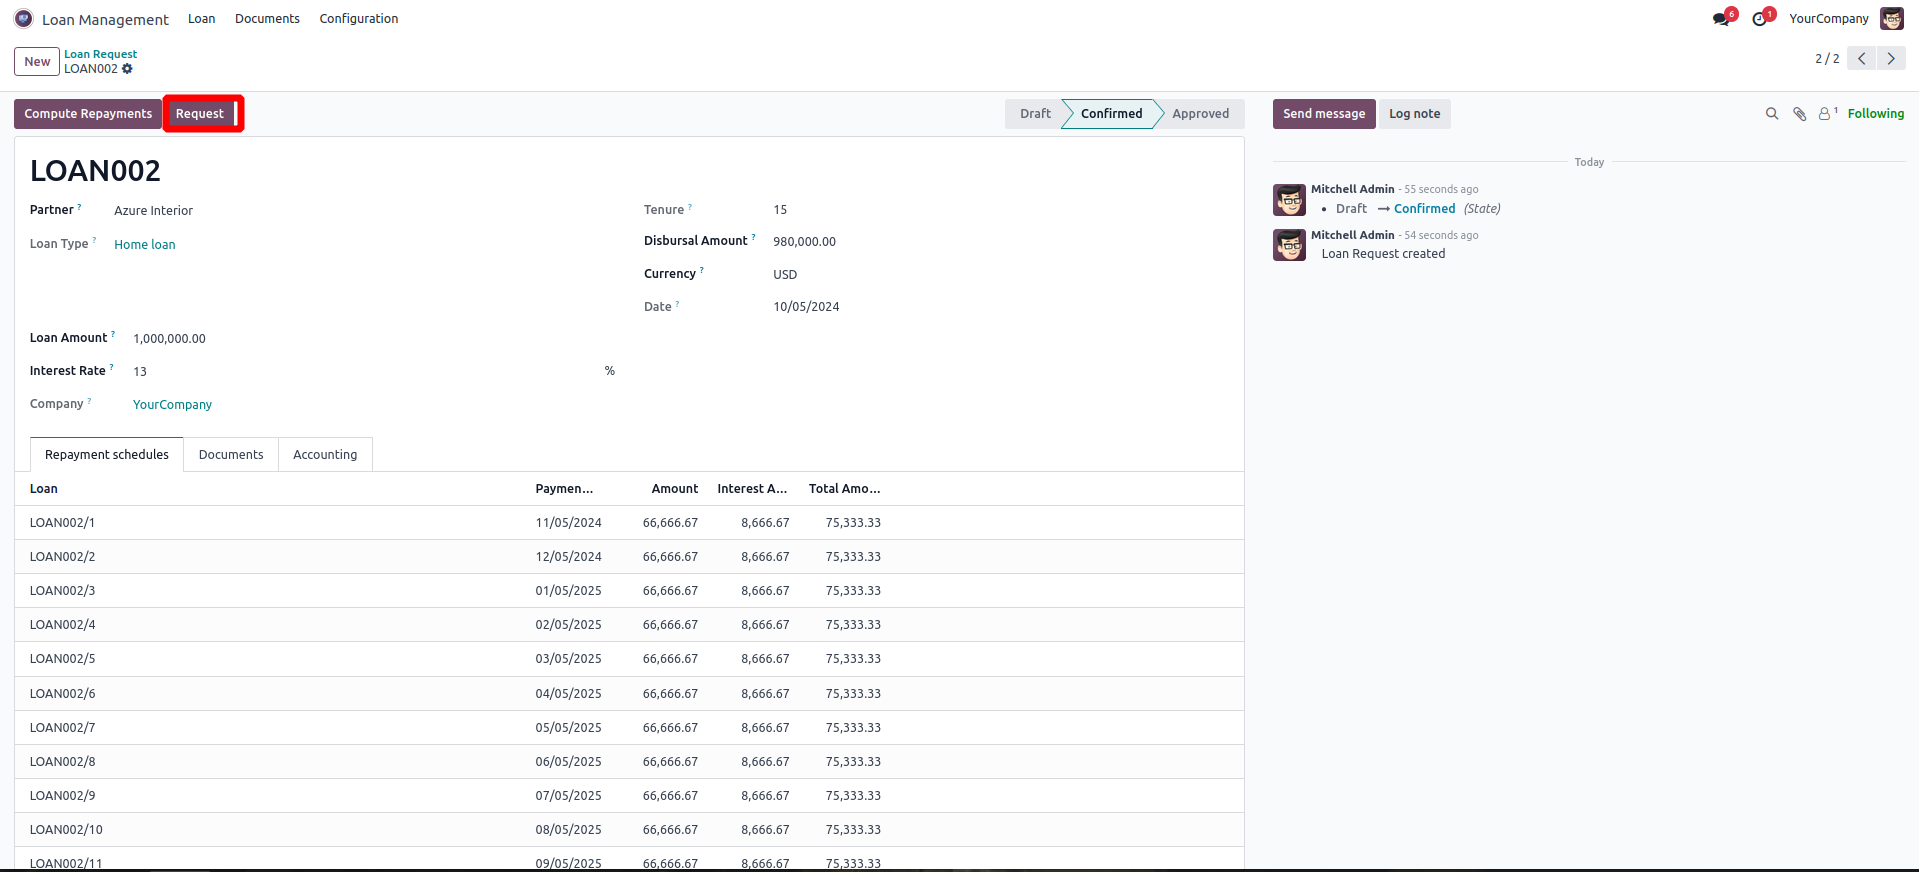 Loan Management Loan Documents Configuration 6 1 YourCompany
New Loan Request
LOAN002 2 / 2
Compute Repayments Request Draft Confirmed Approved Send message Log note 1 Following
LOAN002
Partner ? Azure Interior
Loan Type ? Home loan
Tenure ? 15
Disbursal Amount ? 980,000.00
Currency ? USD
Date ? 10/05/2024
Loan Amount ? 1,000,000.00
Interest Rate ? 13 %
Company ? YourCompany
Repayment schedules Documents Accounting
Loan Paymen... Amount Interest A... Total Amo...
LOAN002/1 11/05/2024 66,666.67 8,666.67 75,333.33
LOAN002/2 12/05/2024 66,666.67 8,666.67 75,333.33
LOAN002/3 01/05/2025 66,666.67 8,666.67 75,333.33
LOAN002/4 02/05/2025 66,666.67 8,666.67 75,333.33
LOAN002/5 03/05/2025 66,666.67 8,666.67 75,333.33
LOAN002/6 04/05/2025 66,666.67 8,666.67 75,333.33
LOAN002/7 05/05/2025 66,666.67 8,666.67 75,333.33
LOAN002/8 06/05/2025 66,666.67 8,666.67 75,333.33
LOAN002/9 07/05/2025 66,666.67 8,666.67 75,333.33
LOAN002/10 08/05/2025 66,666.67 8,666.67 75,333.33
LOAN002/11 09/05/2025 66,666.67 8,666.67 75,333.33
Today
Mitchell Admin - 55 seconds ago
• Draft → Confirmed (State)
Mitchell Admin - 54 seconds ago
Loan Request created